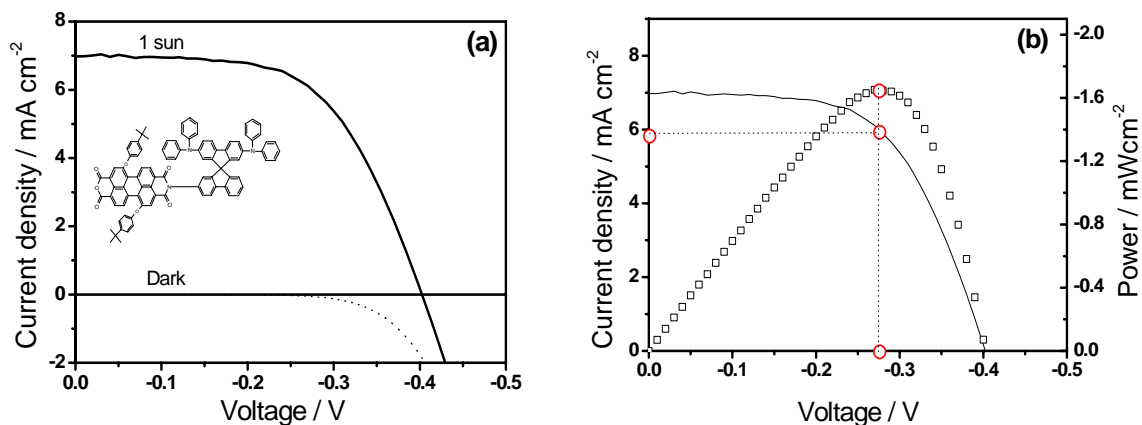 (a)
1 sun
Dark
Current density / mA cm-2
8
6
4
2
0
-2
0.0 -0.1 -0.2 -0.3 -0.4 -0.5
Voltage / V
N
N
O
O
O
O
O
O
O
N
(b)
Current density / mA cm-2
8
6
4
2
0
0.0 -0.1 -0.2 -0.3 -0.4 -0.5
Voltage / V
-2.0
-1.6
-1.2
-0.8
-0.4
0.0
Power / mWcm-2